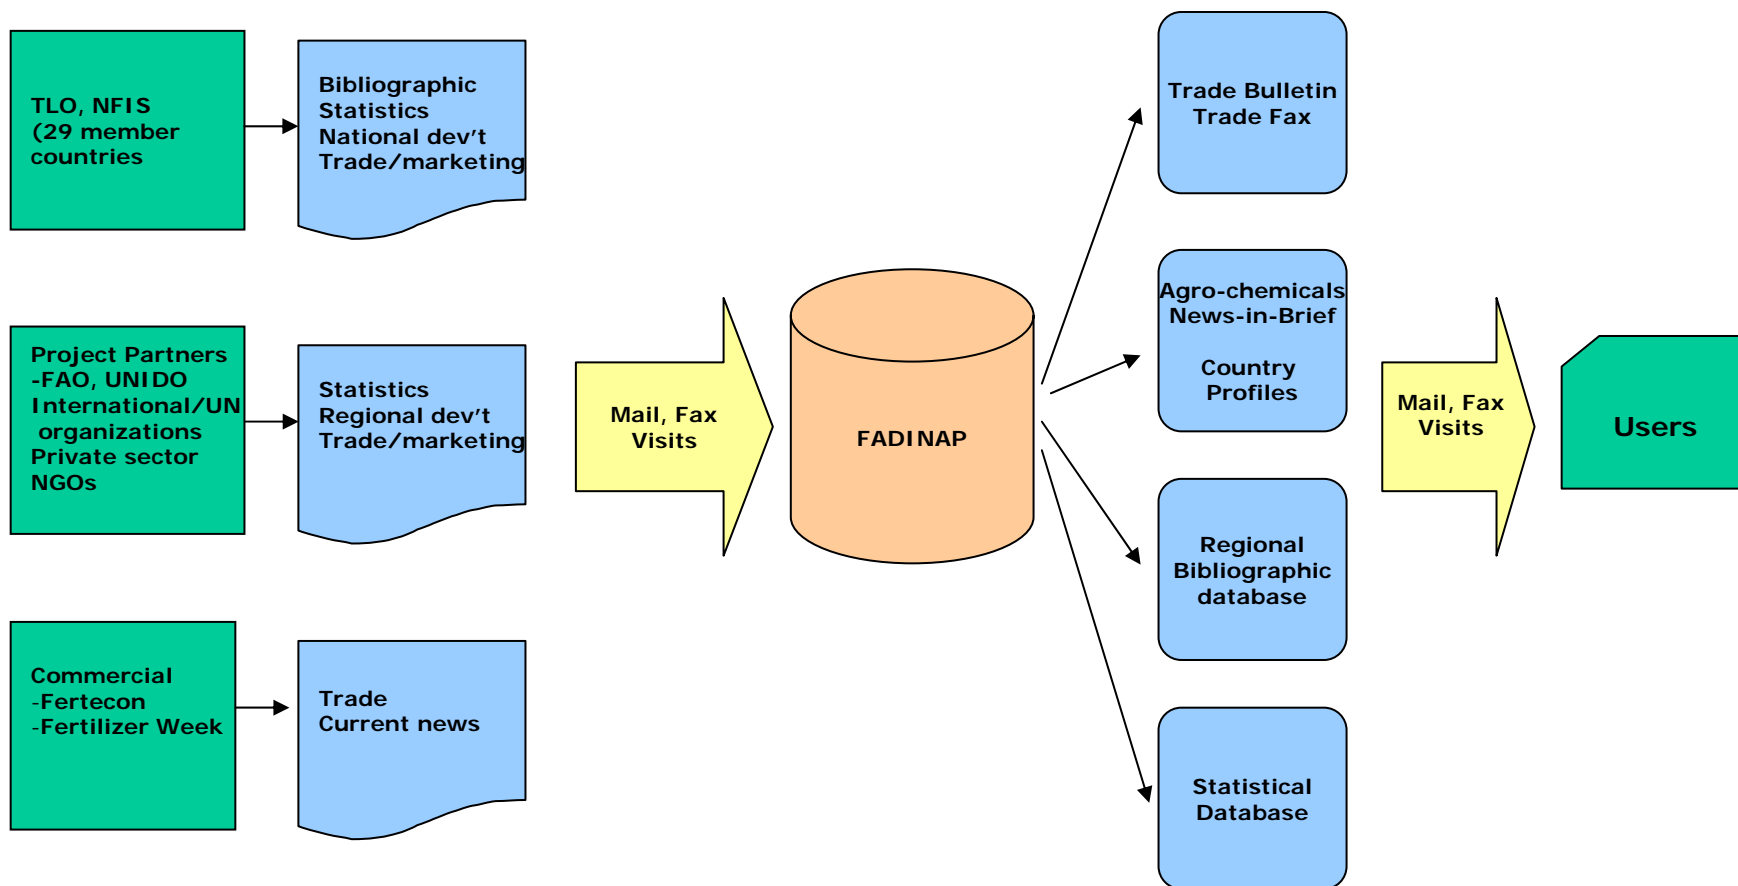 TLO, NFIS
(29 member
countries
Bibliographic
Statistics
National dev’t
Trade/marketing
Project Partners
-FAO, UNIDO
International/UN
organizations
Private sector
NGOs
Statistics
Regional dev’t
Trade/marketing
Commercial
-Fertecon
-Fertilizer Week
Trade
Current news
Mail, Fax
Visits
FADINAP
Trade Bulletin
Trade Fax
Agro-chemicals
News-in-Brief
Country
Profiles
Regional
Bibliographic
database
Statistical
Database
Mail, Fax
Visits
Users